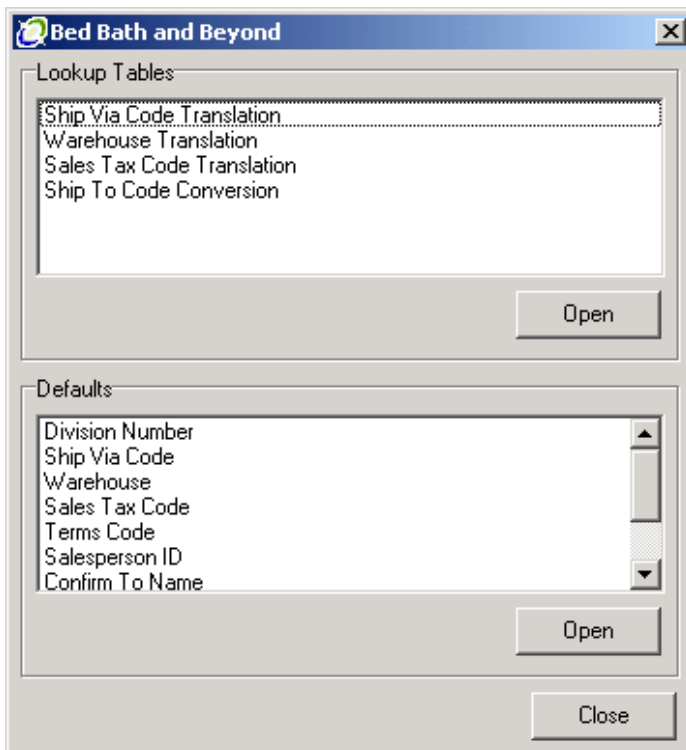 Bed Bath and Beyond
Lookup Tables
Ship Via Code Translation
Warehouse Translation
Sales Tax Code Translation
Ship To Code Conversion
Open
Defaults
Division Number
Ship Via Code
Warehouse
Sales Tax Code
Terms Code
Salesperson ID
Confirm To Name
Open
Close